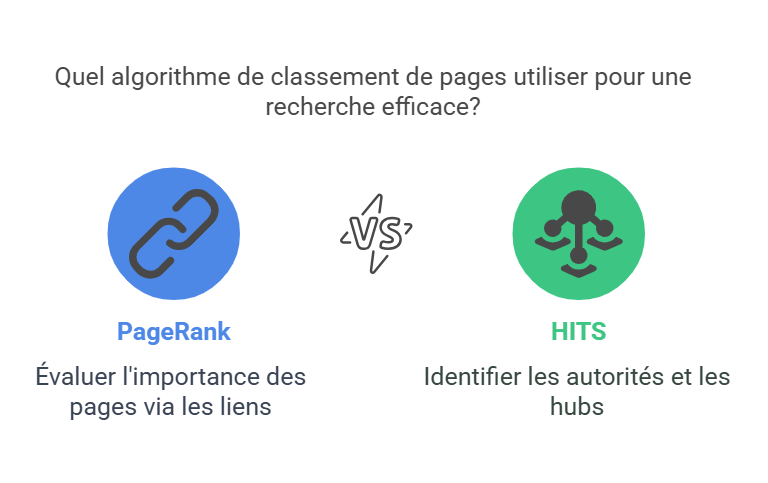 Quel algorithme de classement de pages utiliser pour une
recherche efficace?
VS
PageRank
HITS
Évaluer l'importance des
pages via les liens
Identifier les autorités et les
hubs